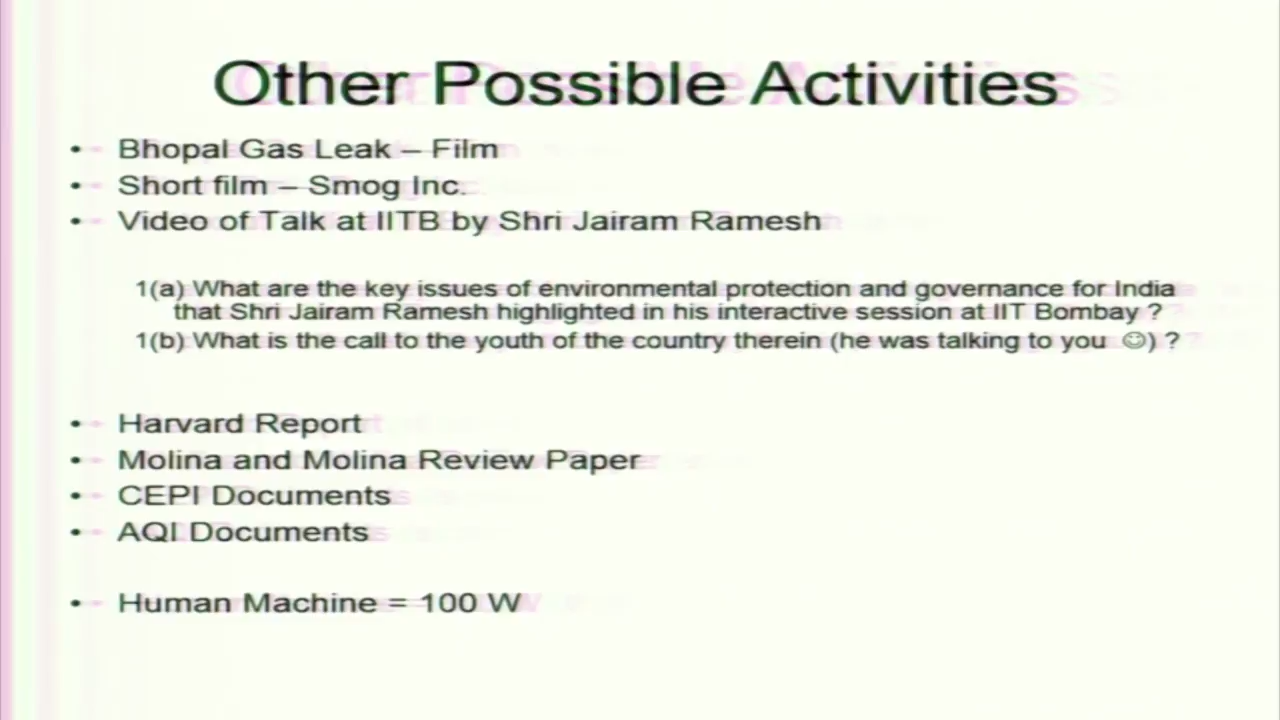 Other Possible Activities
• Bhopal Gas Leak – Film
• Short film – Smog Inc.
• Video of Talk at IITB by Shri Jairam Ramesh
1(a) What are the key issues of environmental protection and governance for India
that Shri Jairam Ramesh highlighted in his interactive session at IIT Bombay ?
1(b) What is the call to the youth of the country therein (he was talking to you ☺) ?
• Harvard Report
• Molina and Molina Review Paper
• CEPI Documents
• AQI Documents
• Human Machine = 100 W